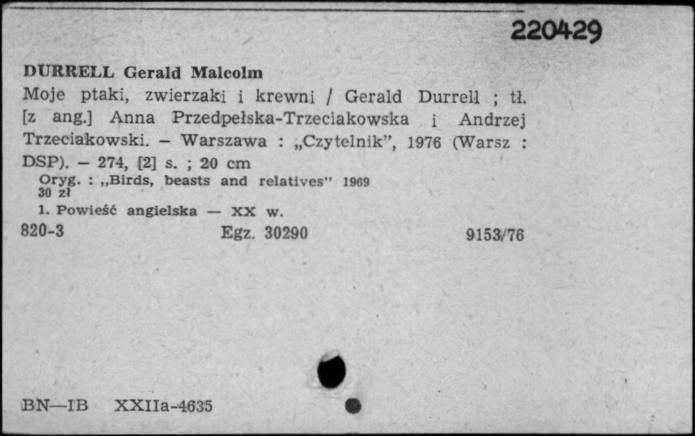 220429
DURRELL Gerald Malcolm
Moje ptaki, zwierzaki i krewni / Gerald Durrell ; tł.
[z ang.] Anna Przedpełska-Trzeciakowska i Andrzej
Trzeciakowski. — Warszawa : „Czytelnik”, 1976 (Warsz :
DSP). — 274, [2] s. ; 20 cm
Oryg. : „Birds, beasts and relatives” 1969
30 zł
1. Powieść angielska — XX w.
820-3 Egz. 30290 9153/76
BN—IB XXIIa-4635